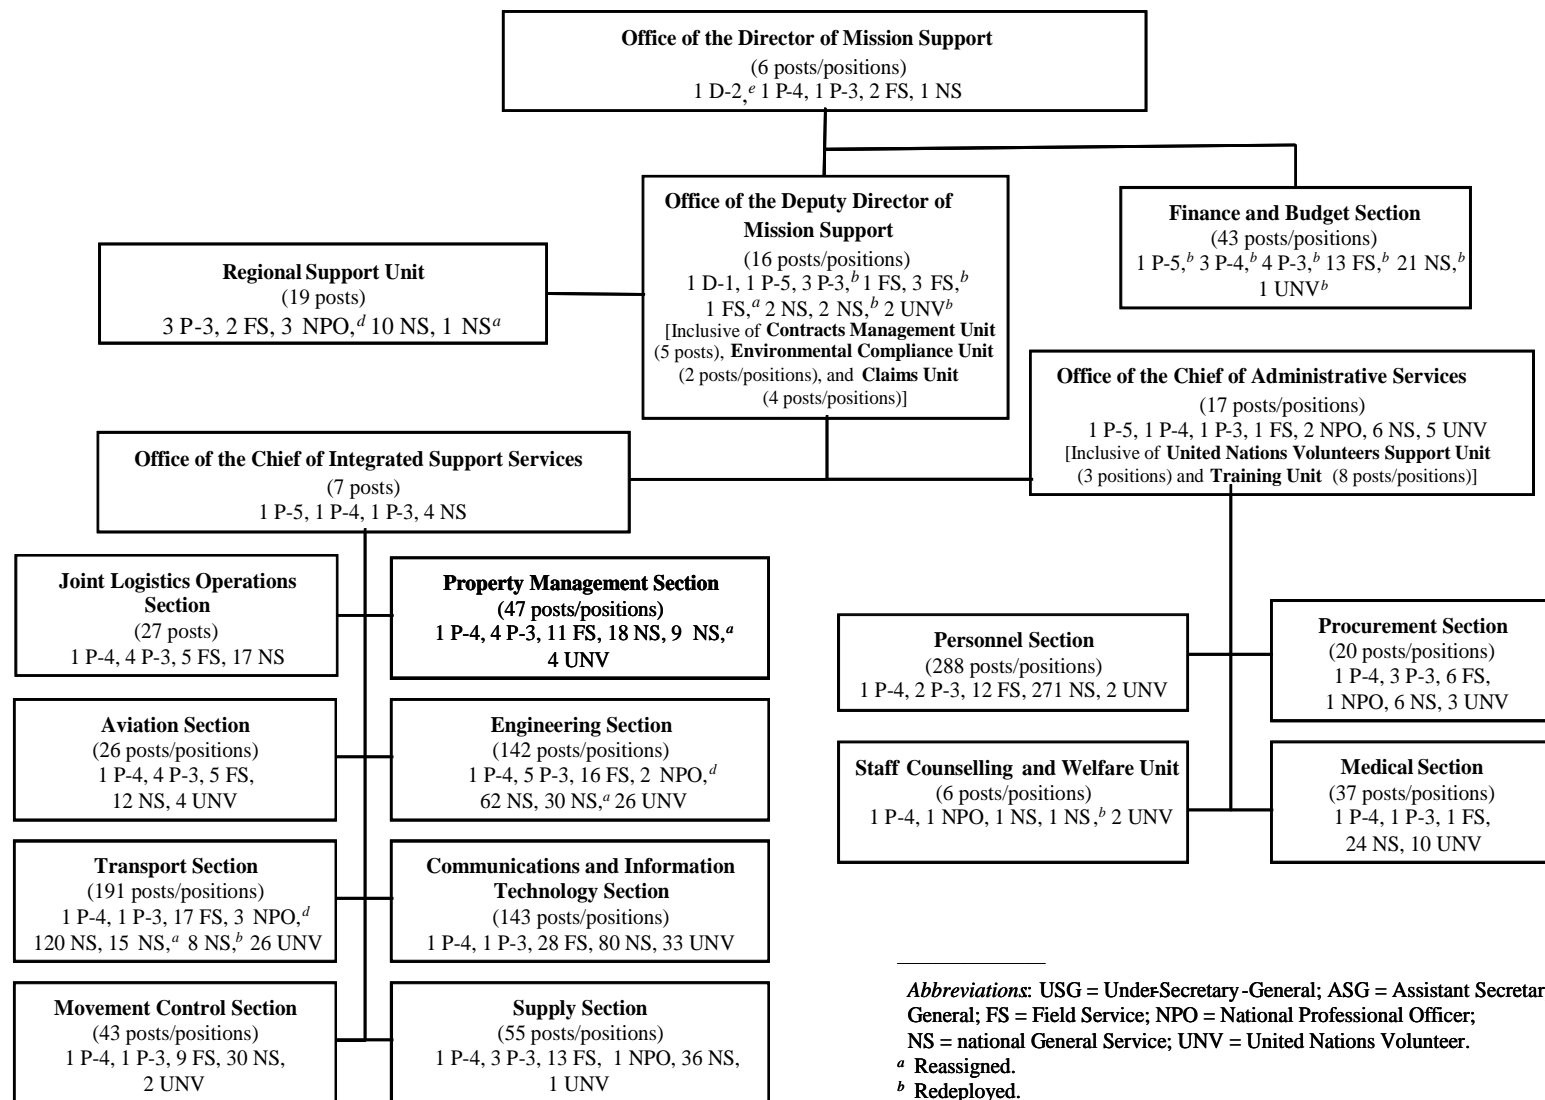 Office of the Director of Mission Support
(6 posts/positions)
1 D-2,e 1 P-4, 1 P-3, 2 FS, 1 NS
Office of the Deputy Director of
Mission Support
(16 posts/positions)
1 D-1, 1 P-5, 3 P-3,b 1 FS, 3 FS,b
1 FS,a 2 NS, 2 NS,b 2 UNVb
[Inclusive of Contracts Management Unit
(5 posts), Environmental Compliance Unit
(2 posts/positions), and Claims Unit
(4 posts/positions)]
Finance and Budget Section
(43 posts/positions)
1 P-5,b 3 P-4,b 4 P-3,b 13 FS,b 21 NS,b
1 UNVb
Regional Support Unit
(19 posts)
3 P-3, 2 FS, 3 NPO,d 10 NS, 1 NSa
Office of the Chief of Administrative Services
(17 posts/positions)
1 P-5, 1 P-4, 1 P-3, 1 FS, 2 NPO, 6 NS, 5 UNV
[Inclusive of United Nations Volunteers Support Unit
(3 positions) and Training Unit (8 posts/positions)]
Office of the Chief of Integrated Support Services
(7 posts)
1 P-5, 1 P-4, 1 P-3, 4 NS
Joint Logistics Operations
Section
(27 posts)
1 P-4, 4 P-3, 5 FS, 17 NS
Property Management Section
(47 posts/positions)
1 P-4, 4 P-3, 11 FS, 18 NS, 9 NS,a
4 UNV
Aviation Section
(26 posts/positions)
1 P-4, 4 P-3, 5 FS,
12 NS, 4 UNV
Engineering Section
(142 posts/positions)
1 P-4, 5 P-3, 16 FS, 2 NPO,d
62 NS, 30 NS,a 26 UNV
Transport Section
(191 posts/positions)
1 P-4, 1 P-3, 17 FS, 3 NPO,d
120 NS, 15 NS,a 8 NS,b 26 UNV
Communications and Information
Technology Section
(143 posts/positions)
1 P-4, 1 P-3, 28 FS, 80 NS, 33 UNV
Movement Control Section
(43 posts/positions)
1 P-4, 1 P-3, 9 FS, 30 NS,
2 UNV
Supply Section
(55 posts/positions)
1 P-4, 3 P-3, 13 FS, 1 NPO, 36 NS,
1 UNV
Personnel Section
(288 posts/positions)
1 P-4, 2 P-3, 12 FS, 271 NS, 2 UNV
Procurement Section
(20 posts/positions)
1 P-4, 3 P-3, 6 FS,
1 NPO, 6 NS, 3 UNV
Staff Counselling and Welfare Unit
(6 posts/positions)
1 P-4, 1 NPO, 1 NS, 1 NS,b 2 UNV
Medical Section
(37 posts/positions)
1 P-4, 1 P-3, 1 FS,
24 NS, 10 UNV
Abbreviations: USG = Under-Secretary-General; ASG = Assistant Secretar
General; FS = Field Service; NPO = National Professional Officer;
NS = national General Service; UNV = United Nations Volunteer.
a Reassigned.
b Redeployed.